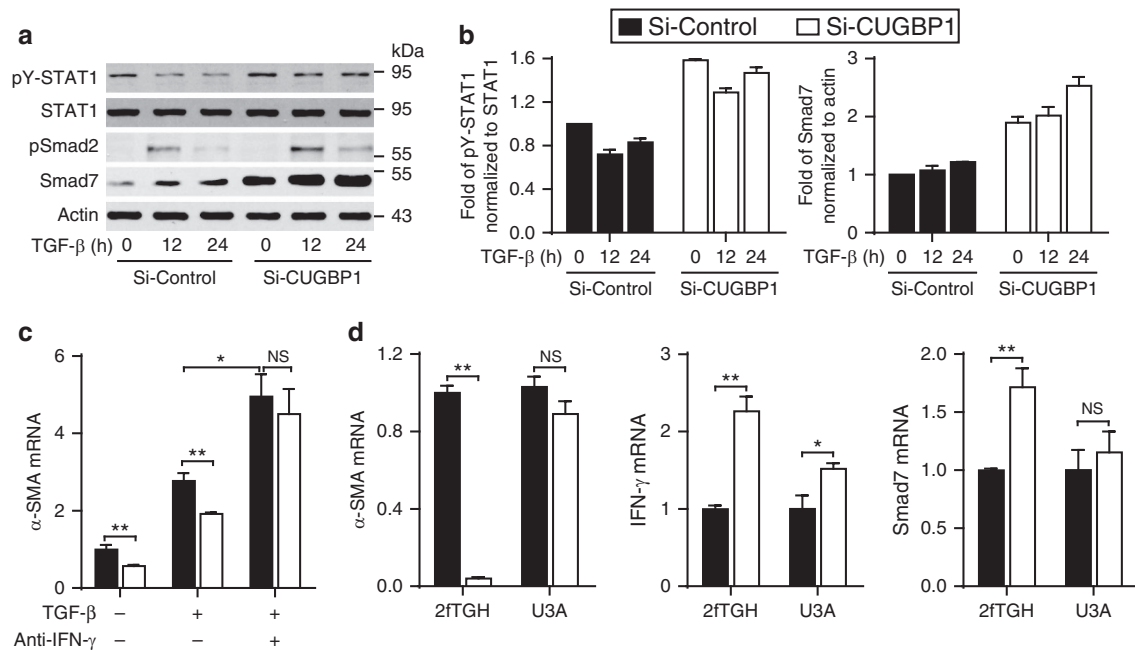 a
kDa
pY-STAT1
95
STAT1
95
pSmad2
55
Smad7
55
Actin
43
TGF-β (h) 0 12 24 0 12 24
Si-Control Si-CUGBP1
b
Si-Control Si-CUGBP1
Fold of pY-STAT1
normalized to STAT1
1.6
1.2
0.8
0.4
0
TGF-β (h) 0 12 24 0 12 24
Si-Control Si-CUGBP1
Fold of Smad7
normalized to actin
3
2
1
0
TGF-β (h) 0 12 24 0 12 24
Si-Control Si-CUGBP1
c
α-SMA mRNA
6
4
2
0
**
**
*
NS
TGF-β – + +
Anti-IFN-γ – – +
d
α-SMA mRNA
1.2
0.8
0.4
0.0
**
NS
2fTGH U3A
IFN-γ mRNA
3
2
1
0
**
*
2fTGH U3A
Smad7 mRNA
2.0
1.5
1.0
0.5
0.0
**
NS
2fTGH U3A